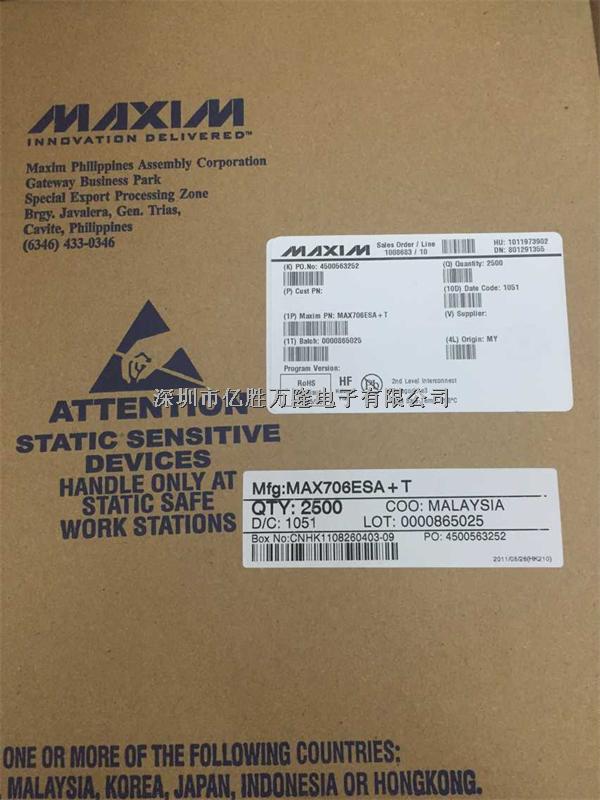 MAXIM
INNOVATION DELIVERED™
Maxim Philippines Assembly Corporation
Gateway Business Park
Special Export Processing Zone
Brgy. Javalera, Gen. Trias,
Cavite, Philippines
(6346) 433-0346
MAXIM
Sales Order / Line
1008683 / 10
HU: 1011973902
DN: 801291355
(K) PO.No: 4500563252
(Q) Quantity: 2500
(P) Cust PN:
(10D) Date Code: 1051
(1P) Maxim PN: MAX706ESA+T
(V) Supplier:
(1T) Batch: 0000865025
(4L) Origin: MY
Program Version:
RoHS
HF
2nd Level Interconnect
深圳市亿胜万隆电子有限公司
ATTENTION
STATIC SENSITIVE
DEVICES
HANDLE ONLY AT
STATIC SAFE
WORK STATIONS
Mfg:MAX706ESA+T
QTY: 2500 COO: MALAYSIA
D/C: 1051 LOT: 0000865025
Box No:CNHK1108260403-09 PO: 4500563252
2011/08/26(HK210)
ONE OR MORE OF THE FOLLOWING COUNTRIES:
MALAYSIA, KOREA, JAPAN, INDONESIA OR HONGKONG.